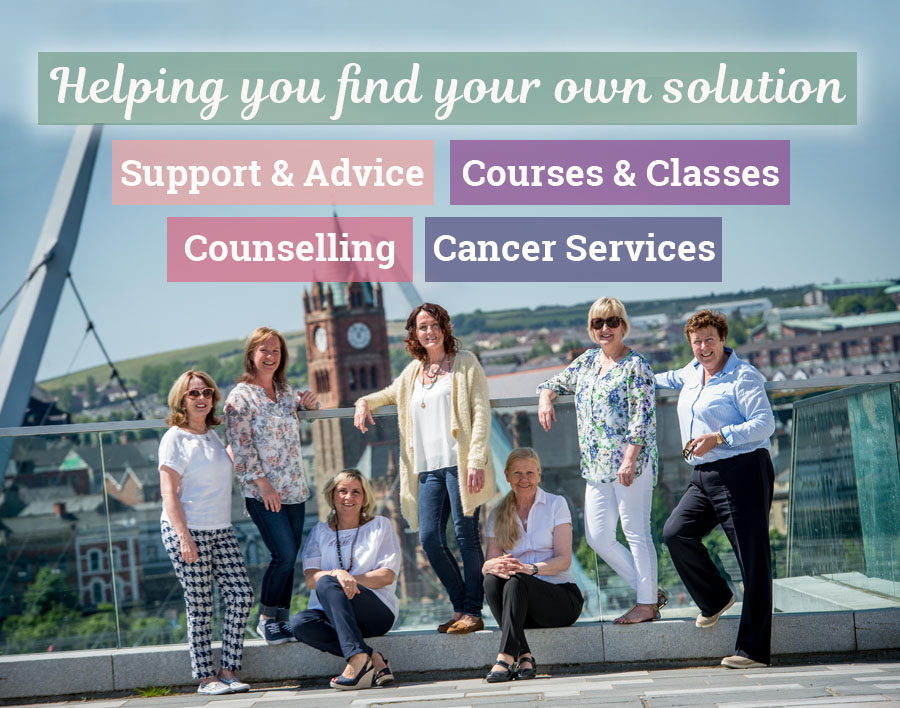 Helping you find your own solution
Support & Advice
Courses & Classes
Counselling
Cancer Services